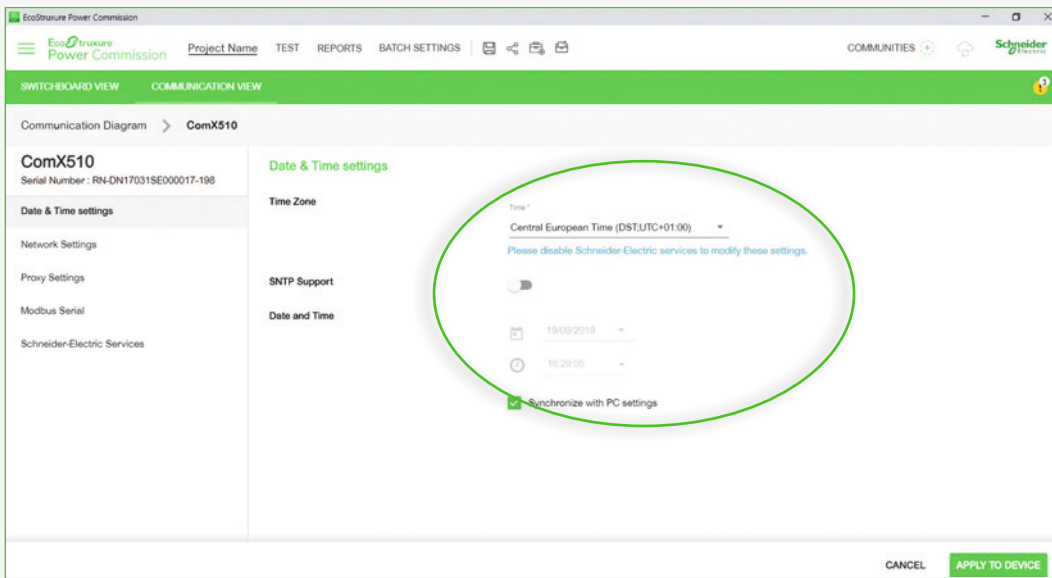 EcoStruxure Power Commission
EcoStruxure
Power Commission
Project Name TEST REPORTS BATCH SETTINGS COMMUNITIES Schneider Electric
SWITCHBOARD VIEW COMMUNICATION VIEW
3
Communication Diagram > ComX510
ComX510
Serial Number : RN-DN17031SE000017-198
Date & Time settings
Network Settings
Proxy Settings
Modbus Serial
Schneider-Electric Services
Date & Time settings
Time Zone
Time *
Central European Time (DST;UTC+01:00)
Please disable Schneider-Electric services to modify these settings.
SNTP Support
Date and Time
19/09/2019
16:29:05
Synchronize with PC settings
CANCEL APPLY TO DEVICE